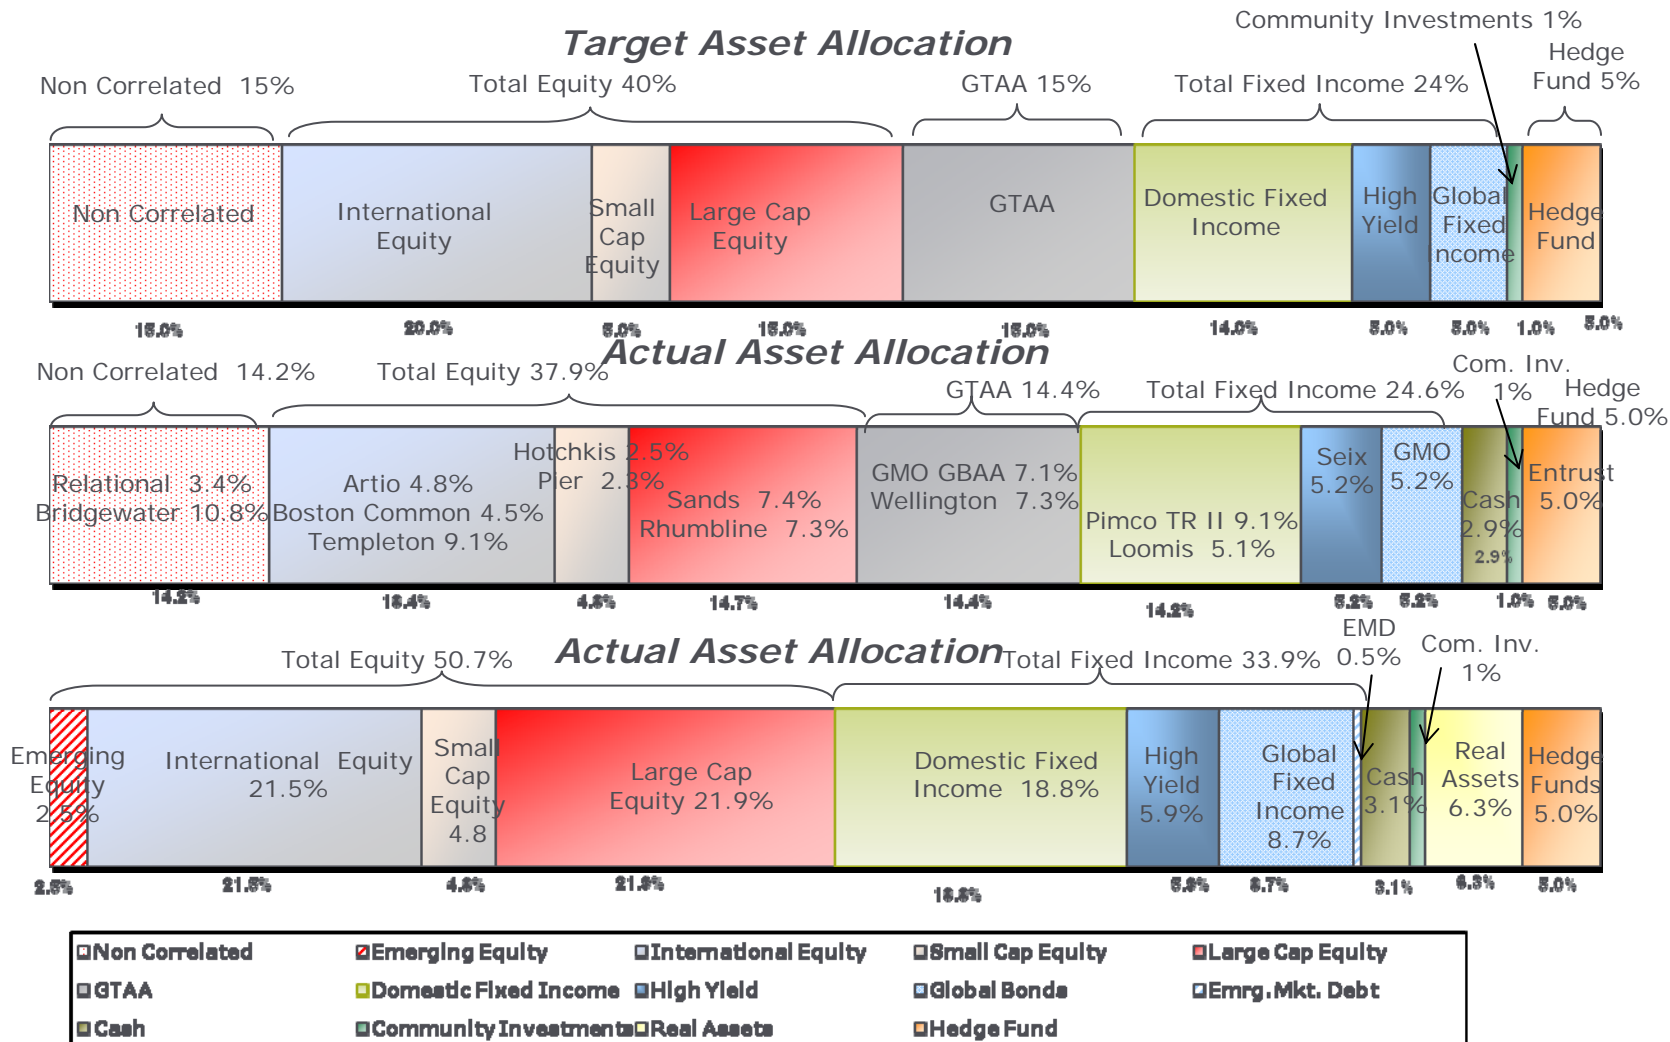 Community Investments 1%
Target Asset Allocation
Hedge
Fund 5%
Non Correlated 15%
Total Equity 40%
GTAA 15%
Total Fixed Income 24%
Non Correlated
International
Equity
Small
Cap
Equity
Large Cap
Equity
GTAA
Domestic Fixed
Income
High
Yield
Global
Fixed
Income
Hedge
Fund
15.0%
20.0%
5.0%
15.0%
15.0%
14.0%
5.0%
5.0%
1.0%
5.0%
Actual Asset Allocation
Non Correlated 14.2%
Total Equity 37.9%
GTAA 14.4%
Total Fixed Income 24.6%
Com. Inv.
1%
Hedge
Fund 5.0%
Relational 3.4%
Bridgewater 10.8%
Artio 4.8%
Boston Common 4.5%
Templeton 9.1%
Hotchkis 2.5%
Pier 2.3%
Sands 7.4%
Rhumbline 7.3%
GMO GBAA 7.1%
Wellington 7.3%
Pimco TR II 9.1%
Loomis 5.1%
Seix
5.2%
GMO
5.2%
Cash
2.9%
2.9%
Entrust
5.0%
14.2%
18.4%
4.8%
14.7%
14.4%
14.2%
5.2%
5.2%
1.0%
5.0%
Actual Asset Allocation
Total Equity 50.7%
Total Fixed Income 33.9%
EMD
0.5%
Com. Inv.
1%
Emerging
Equity
2.5%
International Equity
21.5%
Small
Cap
Equity
4.8
Large Cap
Equity 21.9%
Domestic Fixed
Income 18.8%
High
Yield
5.9%
Global
Fixed
Income
8.7%
Cash
3.1%
Real
Assets
6.3%
Hedge
Funds
5.0%
2.5%
21.5%
4.8%
21.9%
18.8%
5.9%
8.7%
3.1%
6.3%
5.0%
Non Correlated
Emerging Equity
International Equity
Small Cap Equity
Large Cap Equity
GTAA
Domestic Fixed Income
High Yield
Global Bonds
Emrg. Mkt. Debt
Cash
Community Investments
Real Assets
Hedge Fund